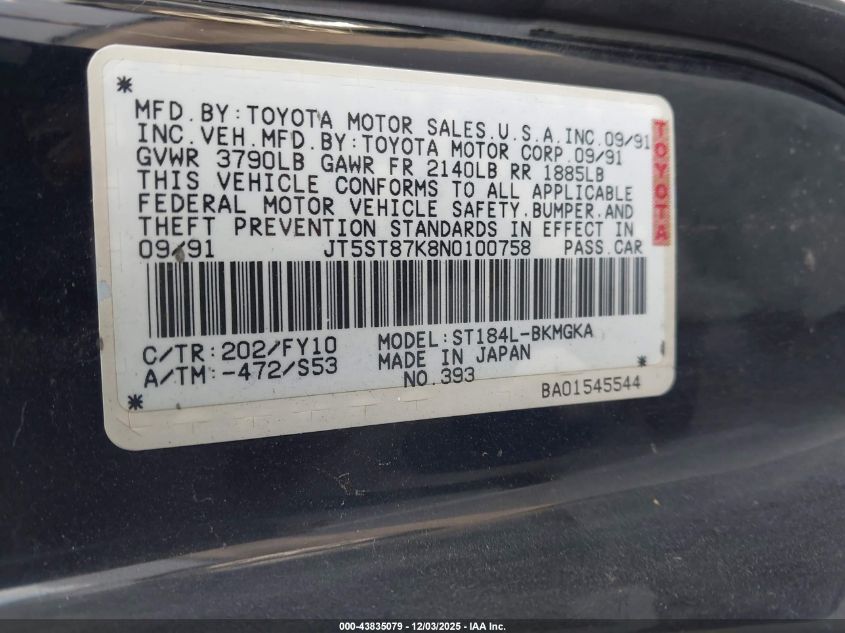 *
MFD.BY:TOYOTA MOTOR SALES.U.S.A.INC.09/91
INC.VEH.MFD.BY:TOYOTA MOTOR CORP.09/91
GVWR 3790LB GAWR FR 2140LB RR 1885LB
THIS VEHICLE CONFORMS TO ALL APPLICABLE
FEDERAL MOTOR VEHICLE SAFETY.BUMPER.AND
THEFT PREVENTION STANDARDS IN EFFECT IN
09/91 JT5ST87K8N0100758 PASS.CAR
TOYOTA
C/TR:202/FY10 MODEL:ST184L-BKMGKA
A/TM:-472/S53 MADE IN JAPAN *
* NO.393 BA01545544
000-43835079 - 12/03/2025 - IAA Inc.